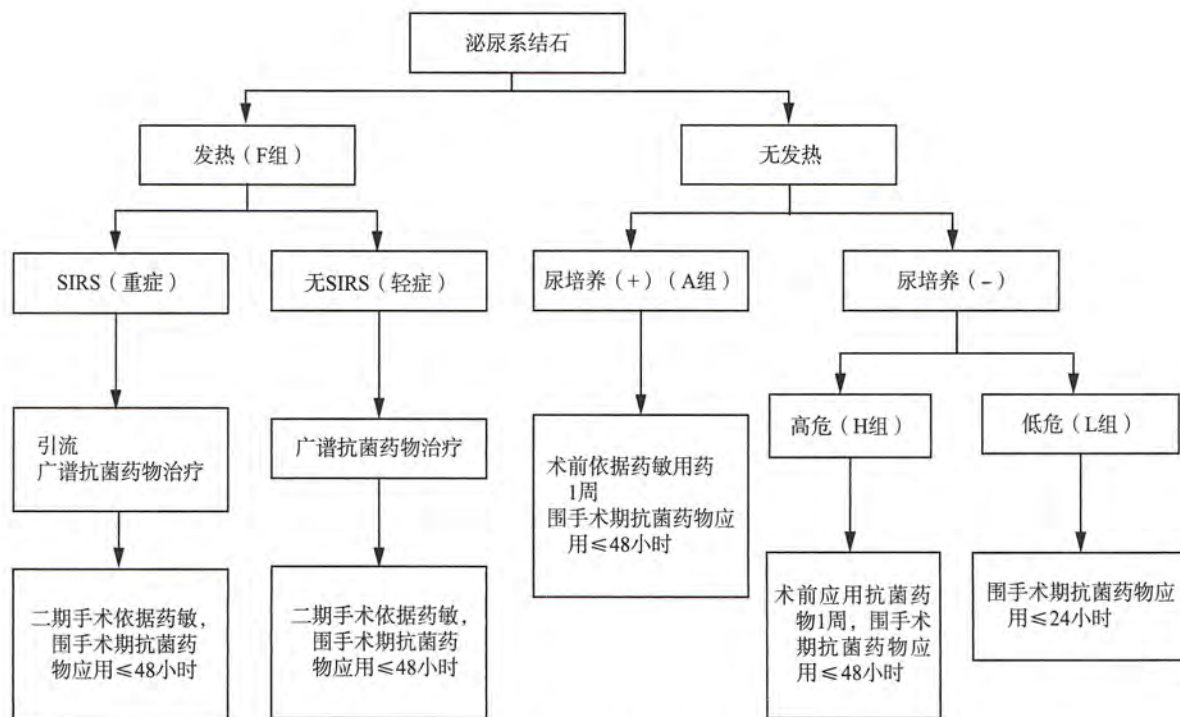 泌尿系结石
发热（F组）
无发热
SIRS（重症）
无SIRS（轻症）
尿培养（+）（A组）
尿培养（-）
引流
广谱抗菌药物治疗
广谱抗菌药物治疗
术前依据药敏用药
1周
围手术期抗菌药物应
用≤48小时
高危（H组）
低危（L组）
二期手术依据药敏，
围手术期抗菌药
物应用≤48小时
二期手术依据药敏，
围手术期抗菌药
物应用≤48小时
术前应用抗菌药
物1周，围手术
期抗菌药物应
用≤48小时
围手术期抗菌药物应
用≤24小时